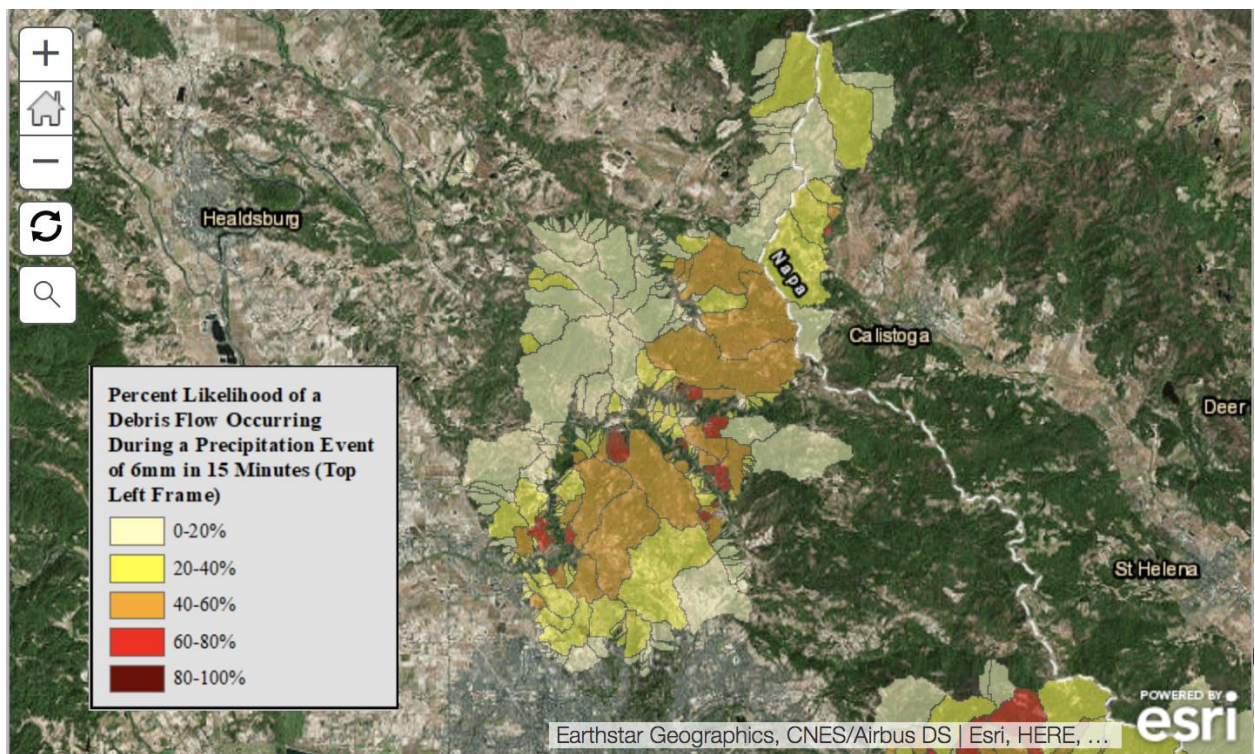 +
−
Healdsburg
Napa
Calistoga
Deer
St Helena
Percent Likelihood of a
Debris Flow Occurring
During a Precipitation Event
of 6mm in 15 Minutes (Top
Left Frame)
0-20%
20-40%
40-60%
60-80%
80-100%
POWERED BY
esri
Earthstar Geographics, CNES/Airbus DS | Esri, HERE, ...